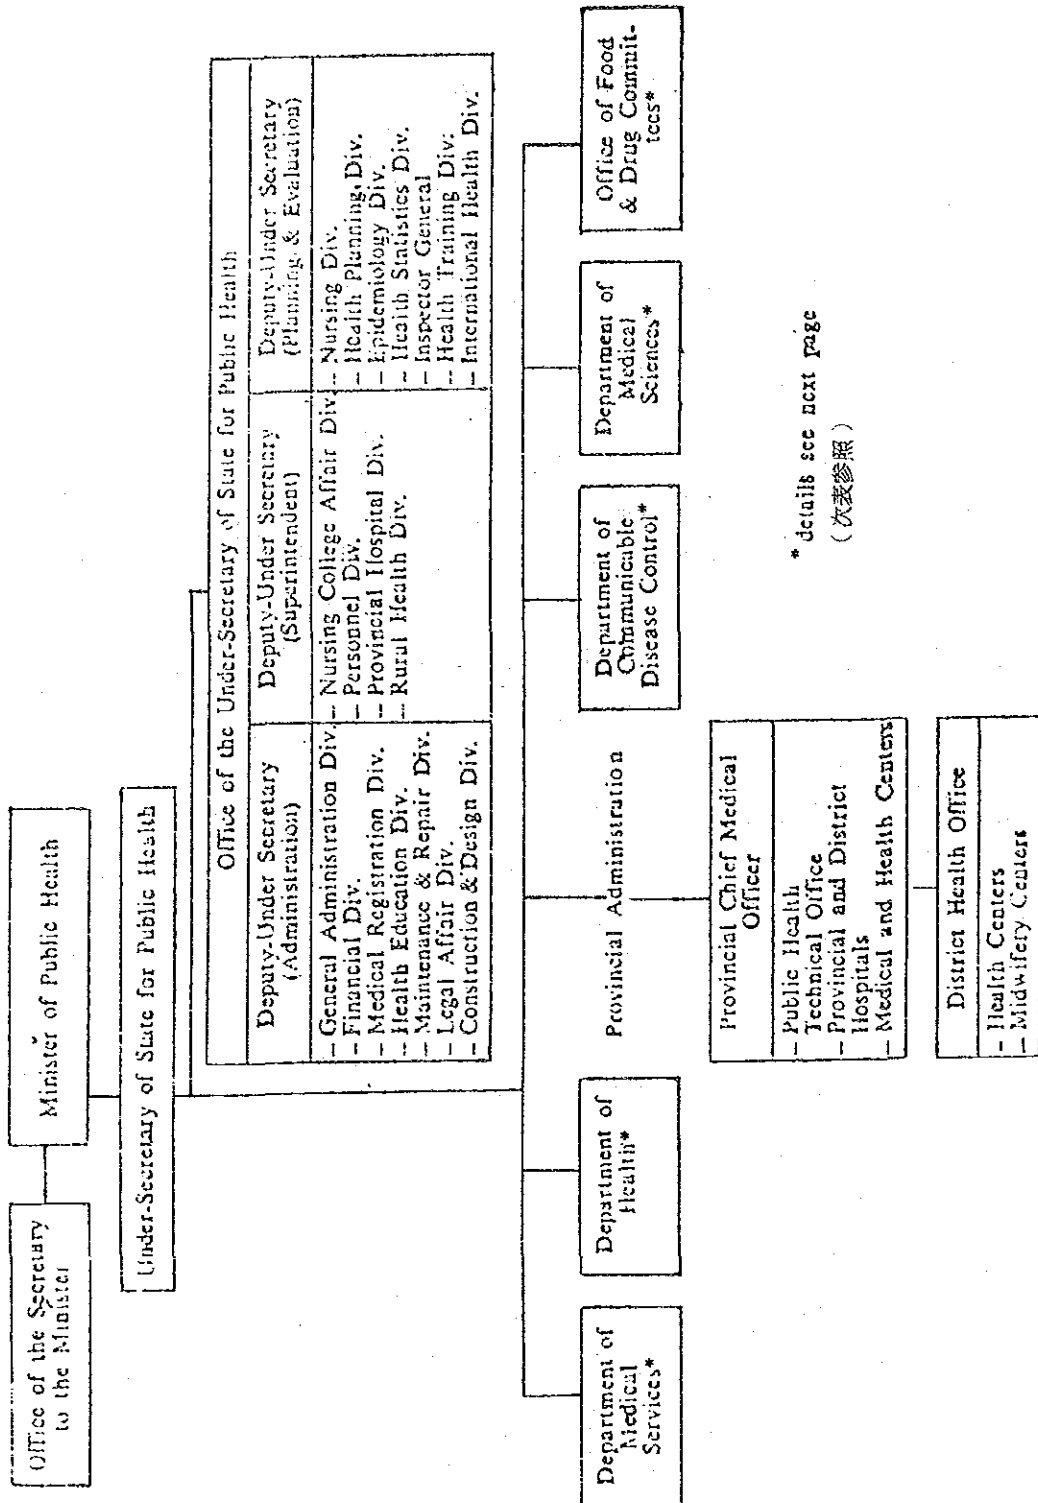 Minister of Public Health
Office of the Secretary
to the Minister
Under-Secretary of State for Public Health
Office of the Under-Secretary of State for Public Health
Deputy-Under Secretary
(Administration)
– General Administration Div.
– Financial Div.
– Medical Registration Div.
– Health Education Div.
– Maintenance & Repair Div.
– Legal Affair Div.
– Construction & Design Div.
Deputy-Under Secretary
(Superintendent)
– Nursing College Affair Div.
– Personnel Div.
– Provincial Hospital Div.
– Rural Health Div.
Deputy-Under Secretary
(Planning & Evaluation)
– Nursing Div.
– Health Planning Div.
– Epidemiology Div.
– Health Statistics Div.
– Inspector General
– Health Training Div.
– International Health Div.
Department of
Medical
Services*
Department of
Health*
Provincial Administration
Department of
Communicable
Disease Control*
Department of
Medical
Sciences*
Office of Food
& Drug Commit-
tees*
Provincial Chief Medical
Officer
– Public Health
Technical Office
– Provincial and District
Hospitals
– Medical and Health Centers
District Health Office
– Health Centers
– Midwifery Centers
* details see next page
(次表参照)